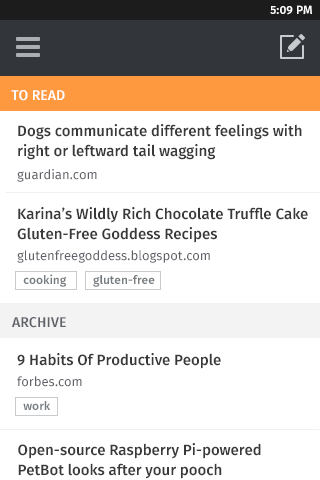 5:09 PM
TO READ
Dogs communicate different feelings with
right or leftward tail wagging
guardian.com
Karina’s Wildly Rich Chocolate Truffle Cake
Gluten-Free Goddess Recipes
glutenfreegoddess.blogspot.com
cooking gluten-free
ARCHIVE
9 Habits Of Productive People
forbes.com
work
Open-source Raspberry Pi-powered
PetBot looks after your pooch